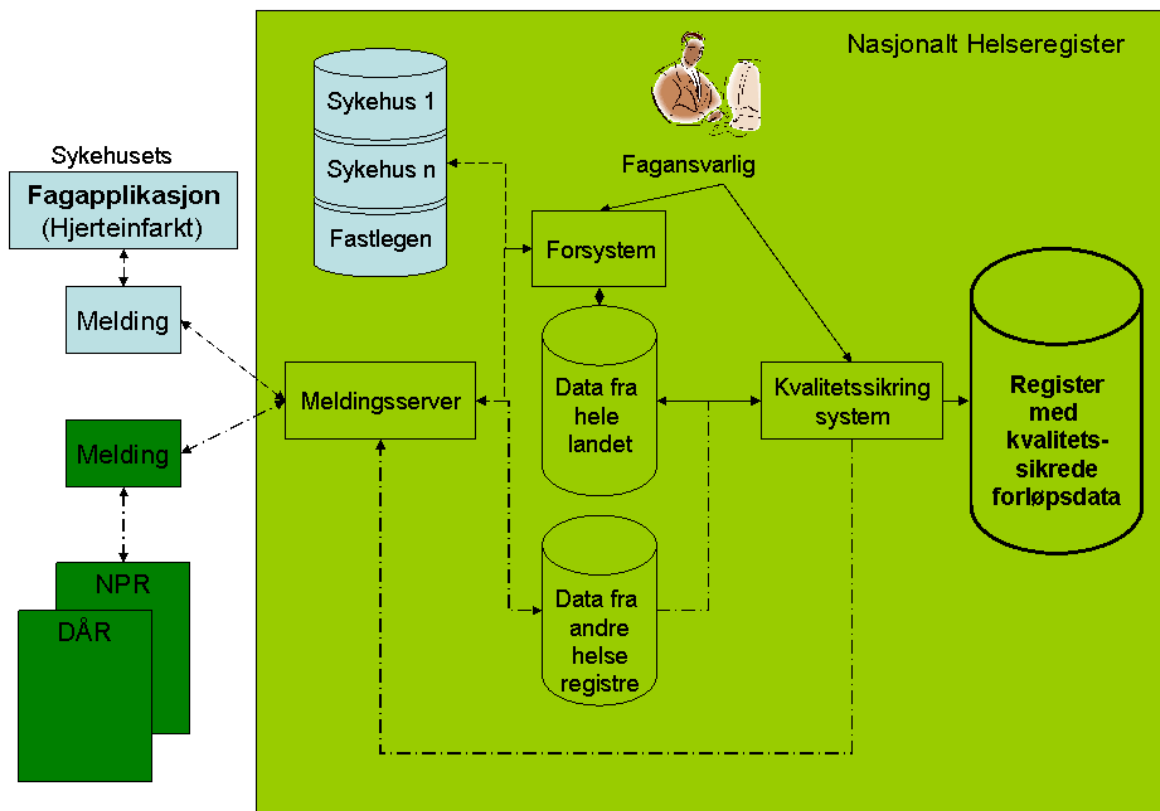 Nasjonalt Helseregister
Sykehus 1
Sykehus n
Fastlegen
Sykehusets
Fagapplikasjon
(Hjerteinfarkt)
Fagansvarlig
Forsystem
Melding
Meldingsserver
Data fra
hele
landet
Kvalitetssikring
system
Register
med
kvalitets-
sikrede
forløpsdata
Melding
NPR
DÅR
Data fra
andre
helse
registre